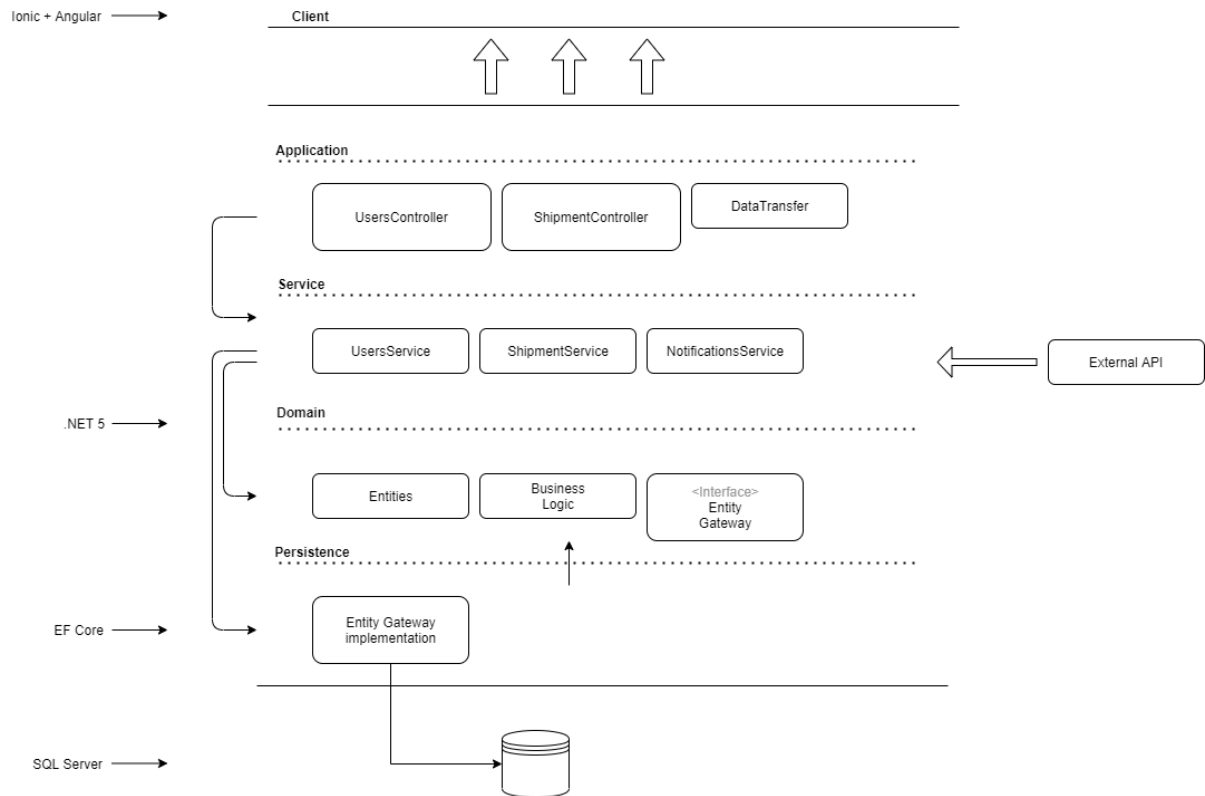 Ionic + Angular
Client
Application
UsersController
ShipmentController
DataTransfer
Service
UsersService
ShipmentService
NotificationsService
External API
Domain
.NET 5
Entities
Business
Logic
<Interface>
Entity
Gateway
Persistence
EF Core
Entity Gateway
implementation
SQL Server